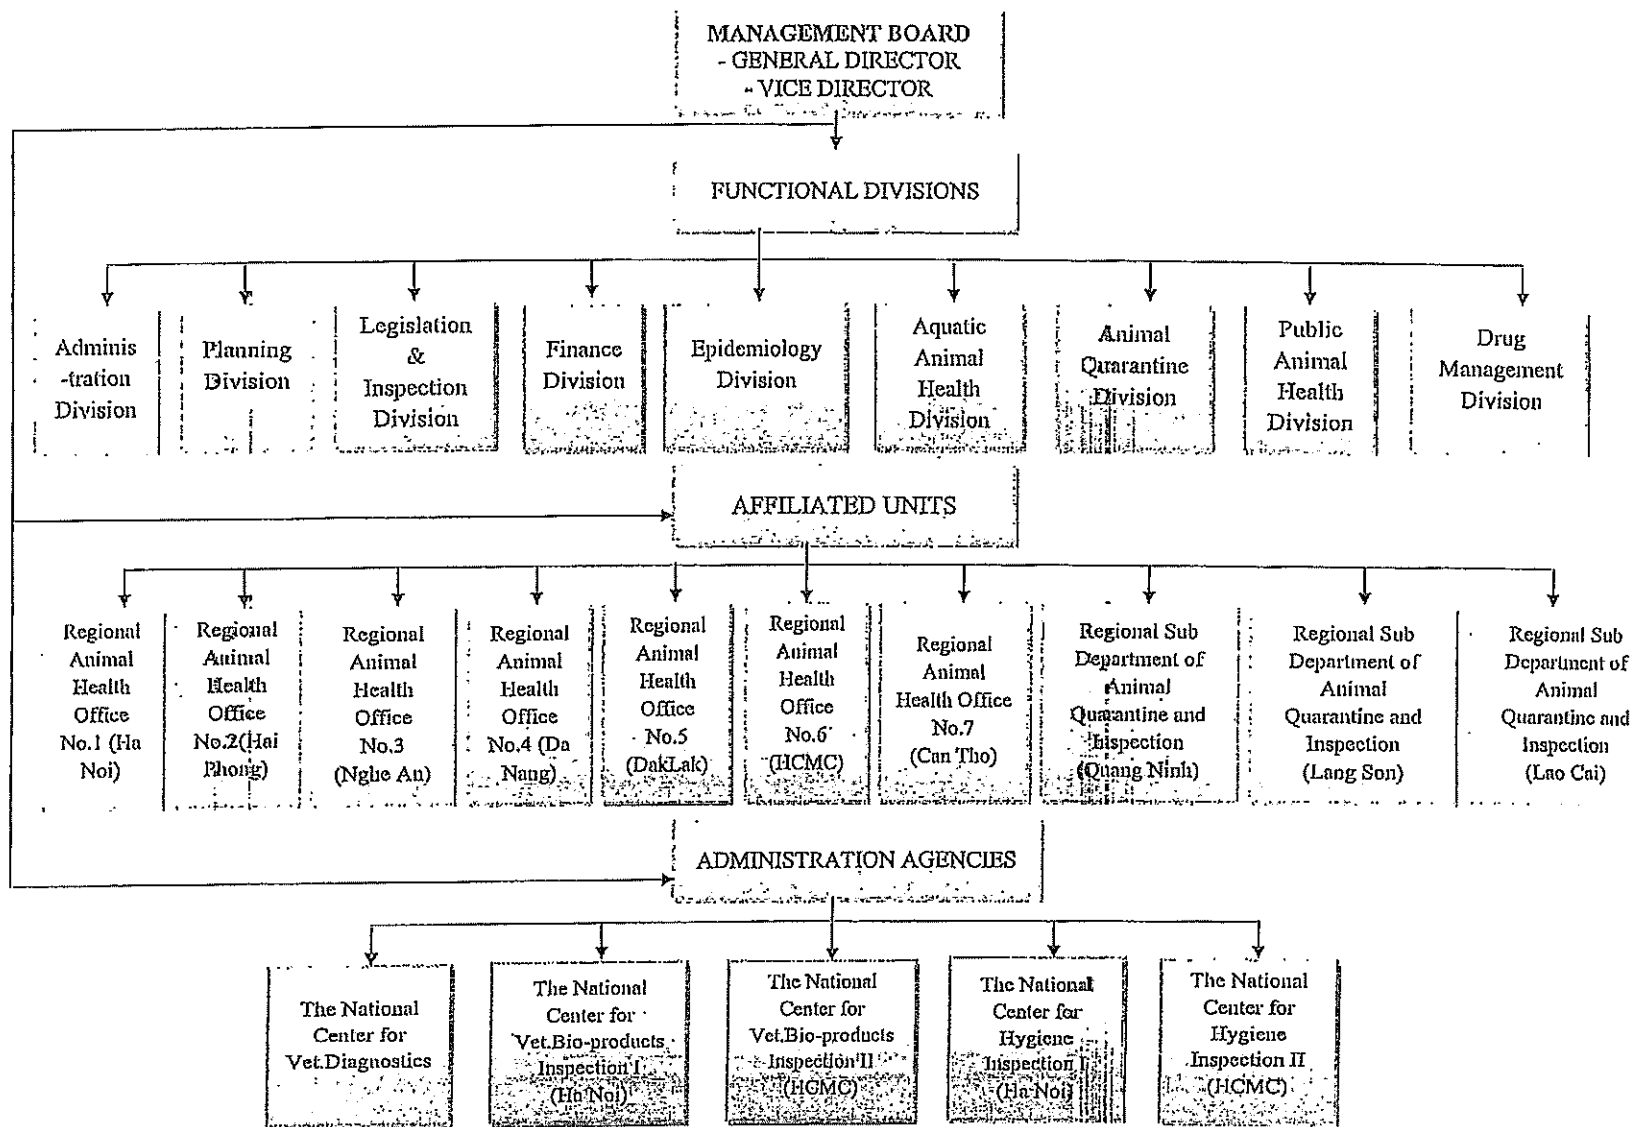 MANAGEMENT BOARD
- GENERAL DIRECTOR
- VICE DIRECTOR
FUNCTIONAL DIVISIONS
Adminis
-tration
Division
Planning
Division
Legislation
&
Inspection
Division
Finance
Division
Epidemiology
Division
Aquatic
Animal
Health
Division
Animal
Quarantine
Division
Public
Animal
Health
Division
Drug
Management
Division
AFFILIATED UNITS
Regional
Animal
Health
Office
No.1 (Ha
Noi)
Regional
Animal
Health
Office
No.2(Hai
Phong)
Regional
Animal
Health
Office
No.3
(Nghe An)
Regional
Animal
Health
Office
No.4 (Da
Nang)
Regional
Animal
Health
Office
No.5
(DakLak)
Regional
Animal
Health
Office
No.6
(HCMC)
Regional
Animal
Health Office
No.7
(Can Tho)
Regional Sub
Department of
Animal
Quarantine and
Inspection
(Quang Ninh)
Regional Sub
Department of
Animal
Quarantine and
Inspection
(Lang Son)
Regional Sub
Department of
Animal
Quarantine and
Inspection
(Lao Cai)
ADMINISTRATION AGENCIES
The National
Center for
Vet.Diagnostics
The National
Center for
Vet.Bio-products
Inspection I
(Ha Noi)
The National
Center for
Vet.Bio-products
Inspection II
(HCMC)
The National
Center for
Hygiene
Inspection I
(Ha Noi)
The National
Center for
Hygiene
Inspection II
(HCMC)